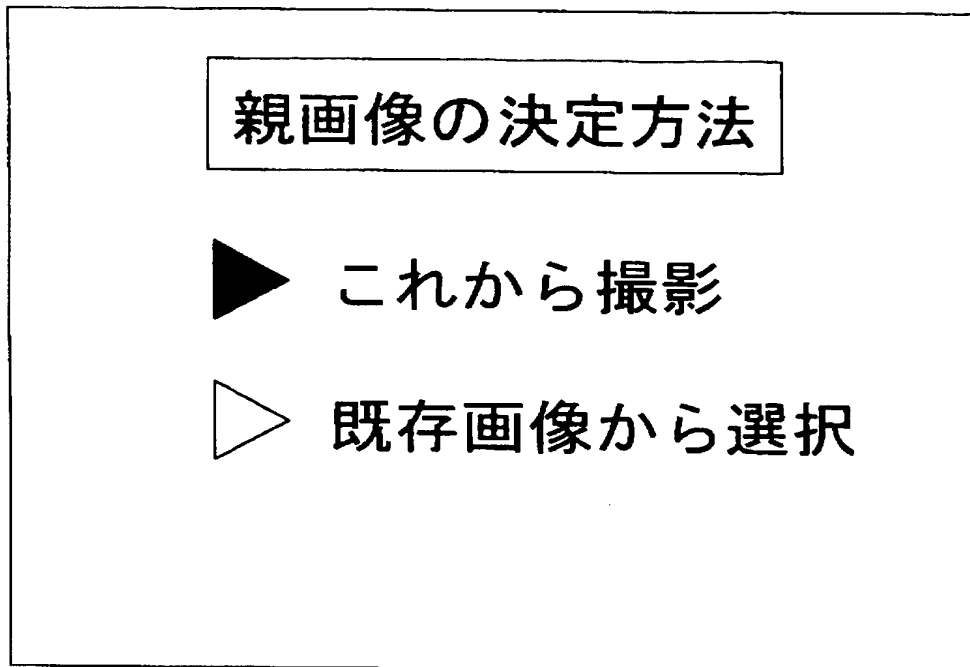 親画像の決定方法
これから撮影
既存画像から選択